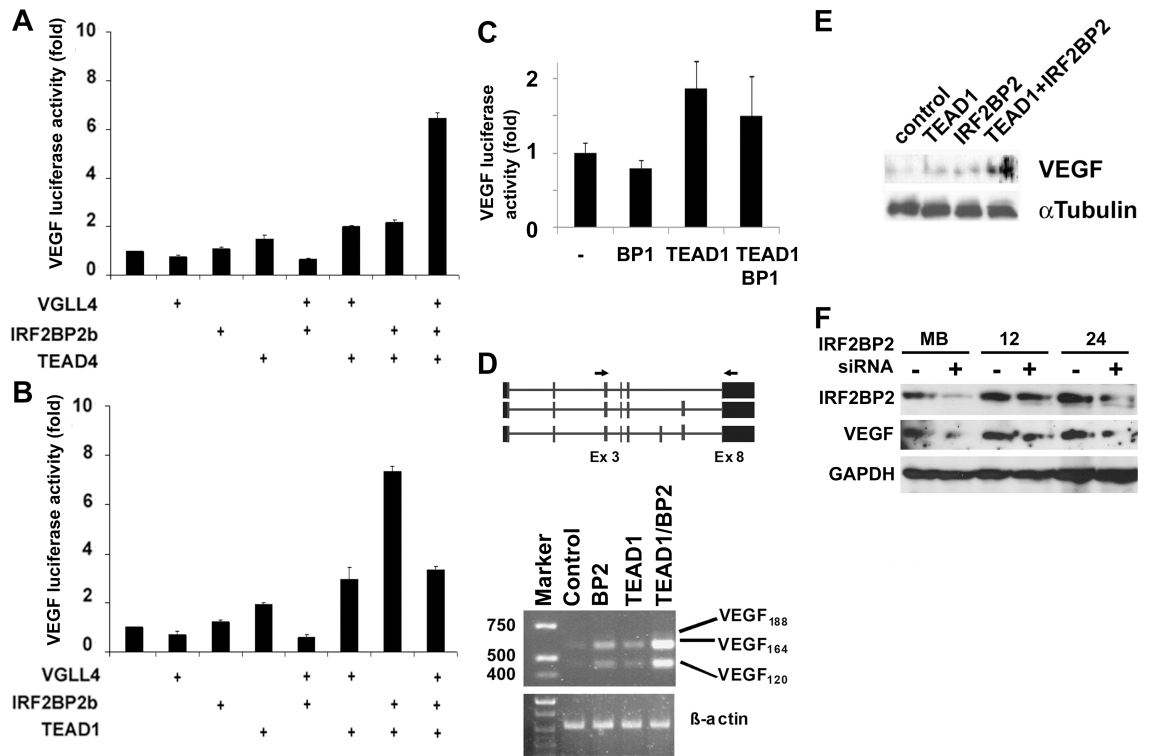 A
VEGF luciferase activity (fold)
10
8
6
4
2
0
VGLL4 + + + +
IRF2BP2b + + + +
TEAD4 + + + +
B
VEGF luciferase activity (fold)
10
8
6
4
2
0
VGLL4 + + + +
IRF2BP2b + + + +
TEAD1 + + + +
C
VEGF luciferase
activity (fold)
2
1
0
- BP1 TEAD1 TEAD1
BP1
D
Ex 3 Ex 8
Marker
Control
BP2
TEAD1
TEAD1/BP2
750
500
400
VEGF188
VEGF164
VEGF120
ß-actin
E
control
TEAD1
IRF2BP2
TEAD1+IRF2BP2
VEGF
αTubulin
F
IRF2BP2 MB 12 24
siRNA - + - + - +
IRF2BP2
VEGF
GAPDH